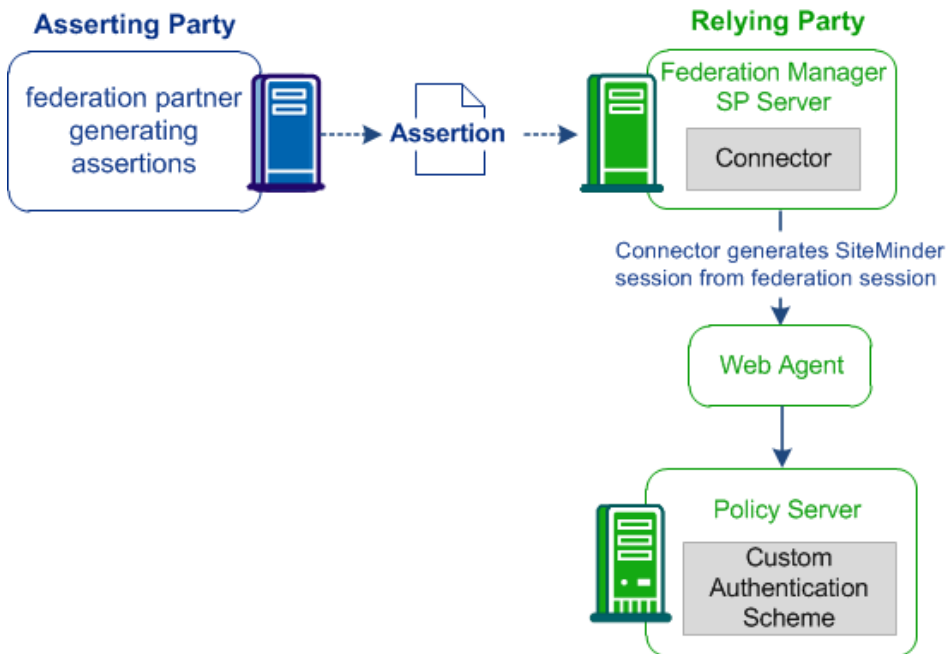 Asserting Party
federation partner
generating
assertions
Assertion
Relying Party
Federation Manager
SP Server
Connector
Connector generates SiteMinder
session from federation session
Web Agent
Policy Server
Custom
Authentication
Scheme